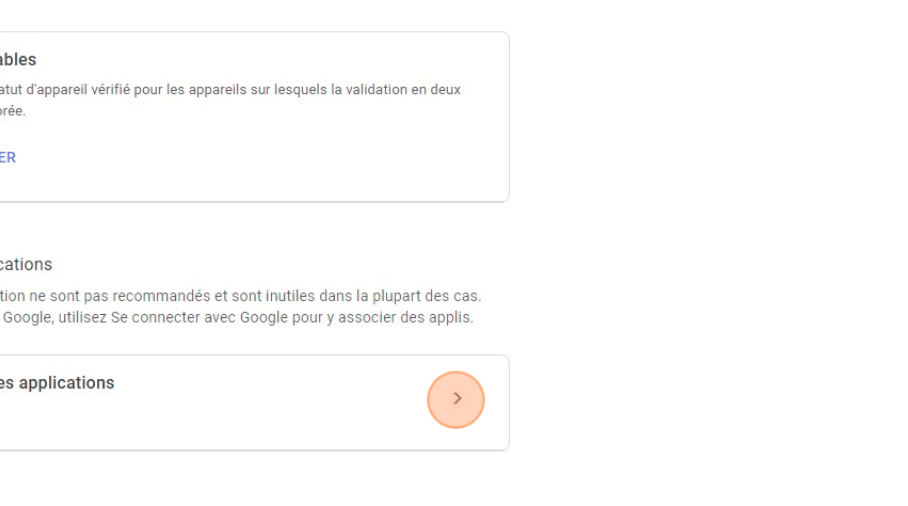 ables
atut d'appareil vérifié pour les appareils sur lesquels la validation en deux
orée.
ER
cations
tion ne sont pas recommandés et sont inutiles dans la plupart des cas.
Google, utilisez Se connecter avec Google pour y associer des applis.
es applications